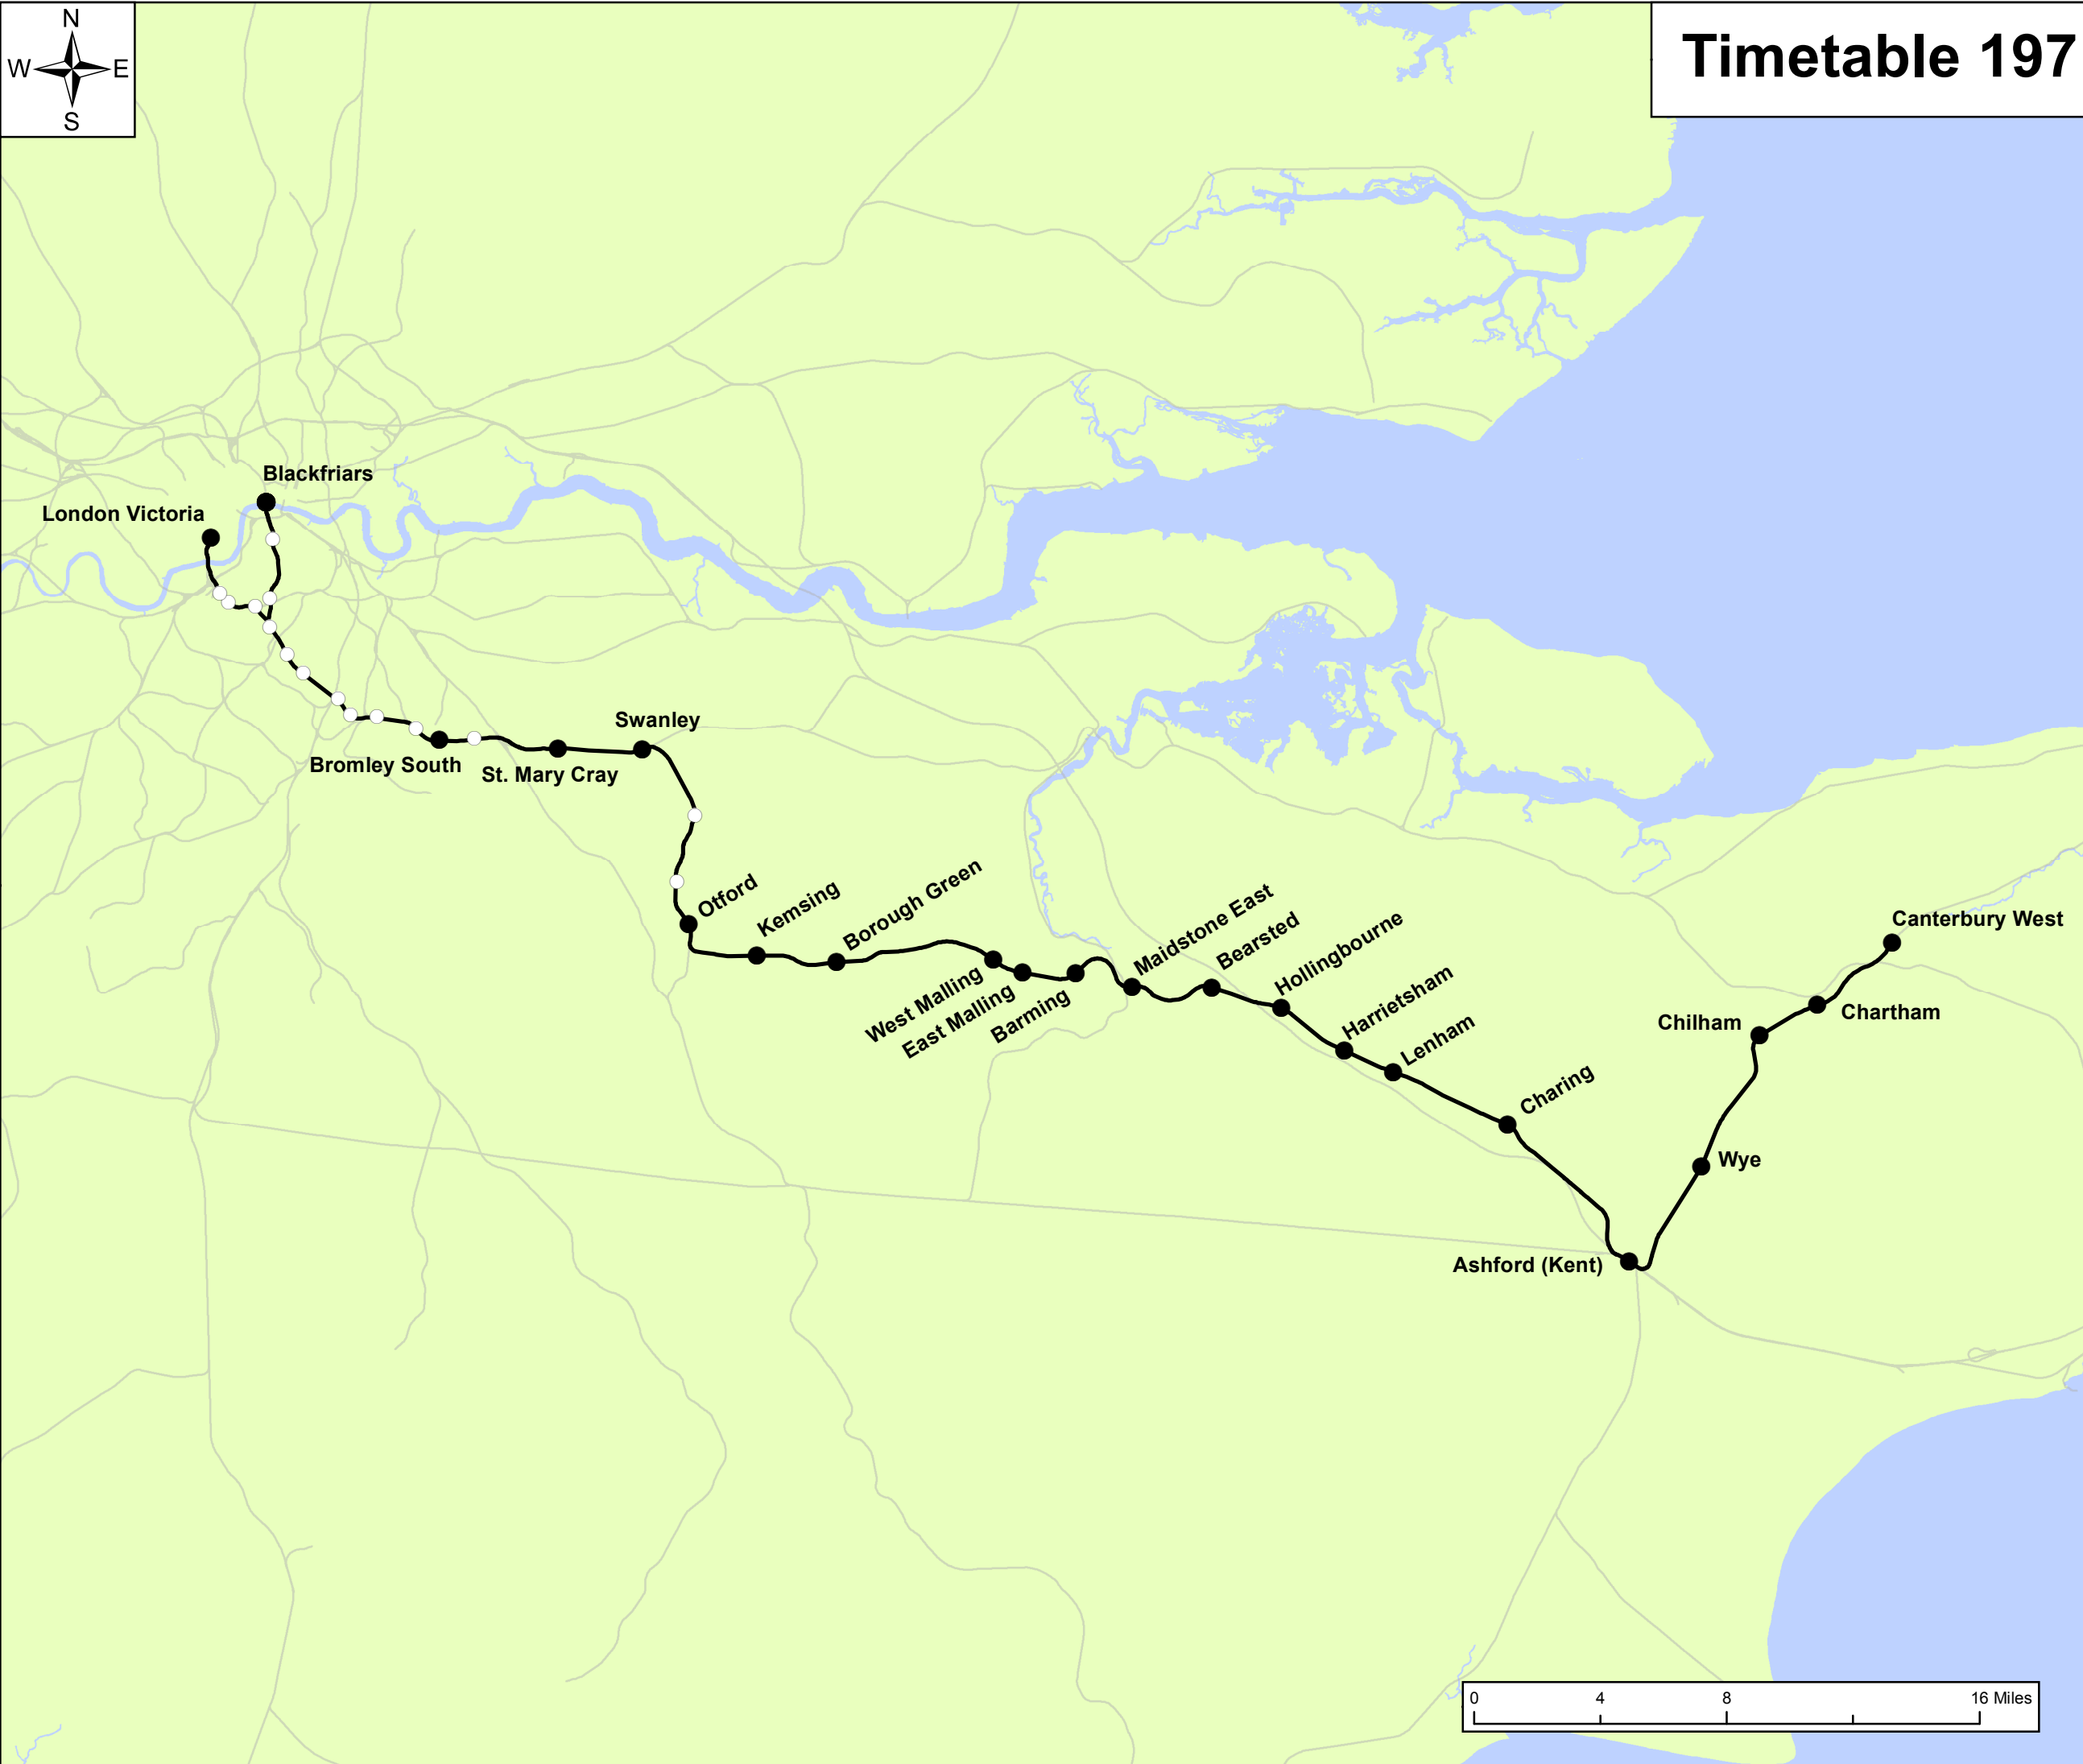 N
W E
S
Timetable 197
Blackfriars
London Victoria
Swanley
Bromley South
St. Mary Cray
Otford
Kemsing
Borough Green
West Malling
East Malling
Barming
Maidstone East
Bearsted
Hollingbourne
Harrietsham
Lenham
Charing
Canterbury West
Chartham
Chilham
Wye
Ashford (Kent)
0 4 8 16 Miles